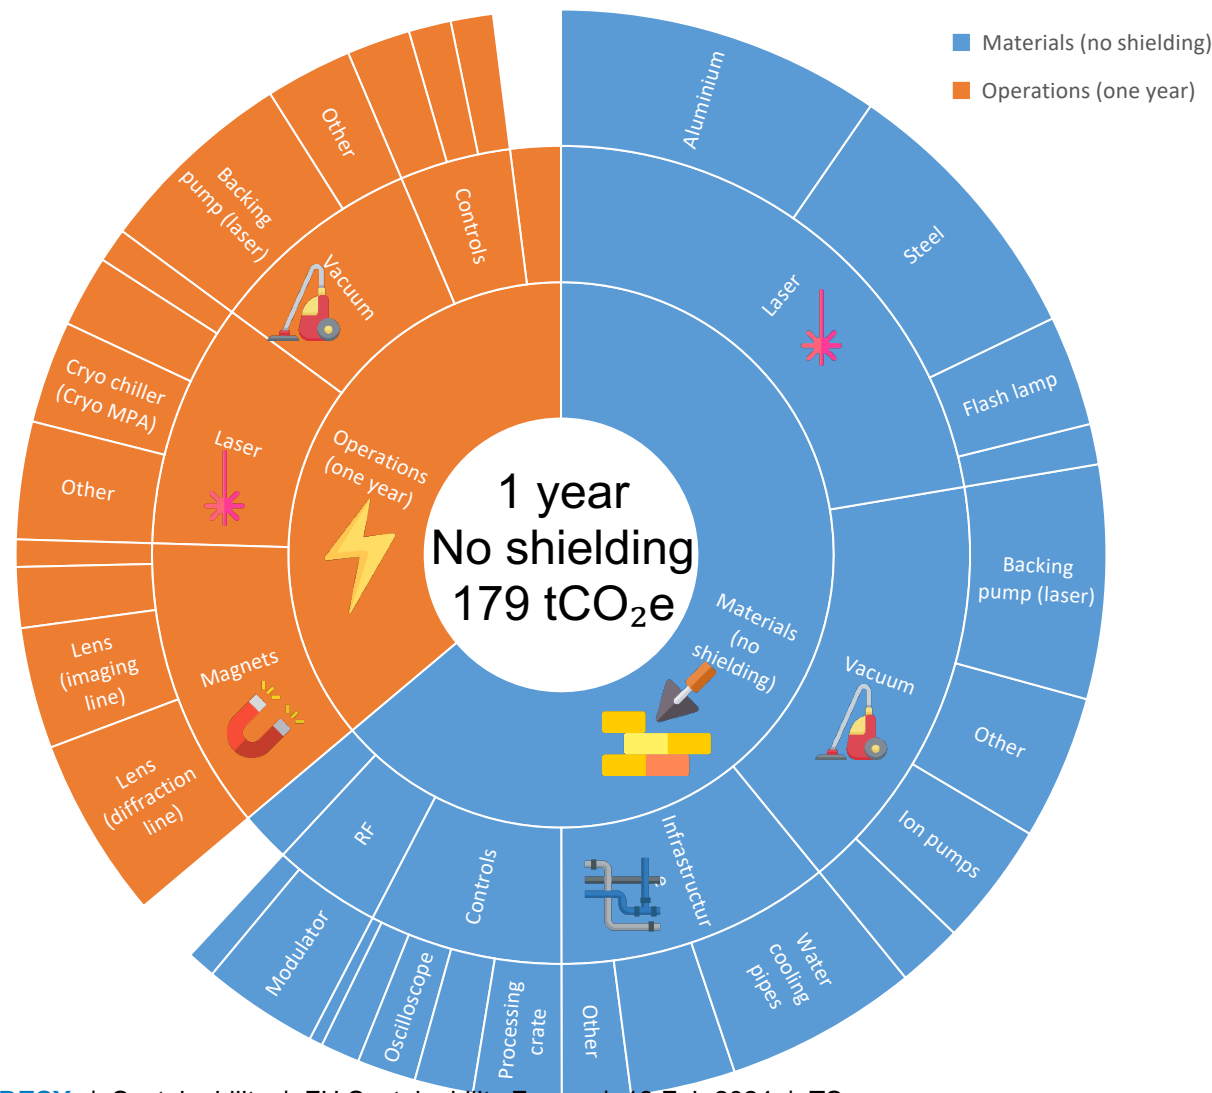 Materials (no shielding)
Operations (one year)
Aluminium
Steel
Flash lamp
Laser
Backing
pump (laser)
Other
Ion pumps
Vacuum
Water
cooling
pipes
Other
Infrastructur
e
Processing
crate
Oscilloscope
Controls
Modulator
RF
Materials
(no
shielding)
Lens
(diffraction
line)
Lens
(imaging
line)
Magnets
Other
Cryo chiller
(Cryo MPA)
Laser
Backing
pump (laser)
Other
Vacuum
Controls
Operations
(one year)
1 year
No shielding
179 tCO₂e